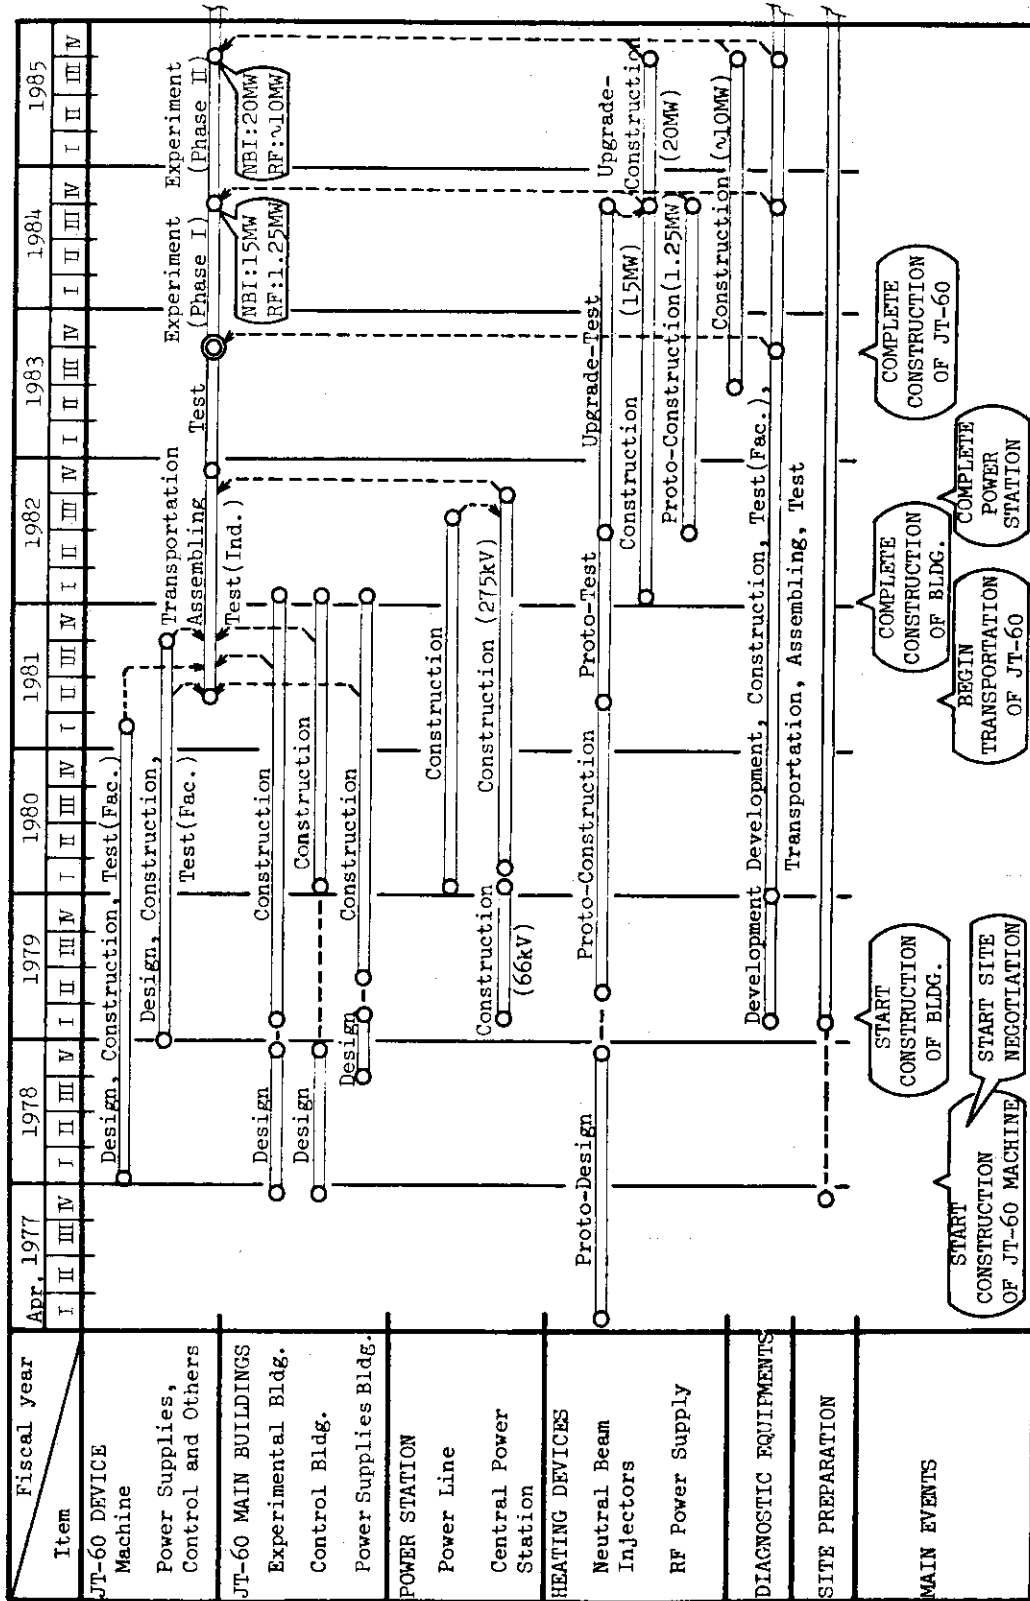 Fiscal year
Item
Apr. 1977 1978 1979 1980 1981 1982 1983 1984 1985
I II III IV I II III IV I II III IV I II III IV I II III IV I II III IV I II III IV I II III IV I II III IV
JT-60 DEVICE
Machine
Design, Construction, Test(Fac.)
Power Supplies,
Control and Others
Design, Construction,
Test(Fac.)
Transportation
Assembling
Test(Ind.)
Test
Experiment
(Phase I)
Experiment
(Phase II)
NBI:15MW
RF:1.25MW
NBI:20MW
RF:~10MW
JT-60 MAIN BUILDINGS
Experimental Bldg.
Design
Construction
Control Bldg.
Design
Construction
Power Supplies Bldg.
Design
Construction
POWER STATION
Power Line
Construction
Central Power
Station
Construction
(66kV)
Construction (275kV)
HEATING DEVICES
Neutral Beam
Injectors
Proto-Design
Proto-Construction
Proto-Test
Upgrade-Test
Construction
(15MW)
Upgrade-
Construction
(20MW)
RF Power Supply
Proto-Construction(1.25MW)
Construction(~10MW)
DIAGNOSTIC EQUIPMENTS
Development
Development, Construction, Test(Fac.),
Transportation, Assembling, Test
SITE PREPARATION
MAIN EVENTS
START
CONSTRUCTION
OF JT-60 MACHINE
START SITE
NEGOTIATION
START
CONSTRUCTION
OF BLDG.
BEGIN
TRANSPORTATION
OF JT-60
COMPLETE
CONSTRUCTION
OF BLDG.
COMPLETE
POWER
STATION
COMPLETE
CONSTRUCTION
OF JT-60